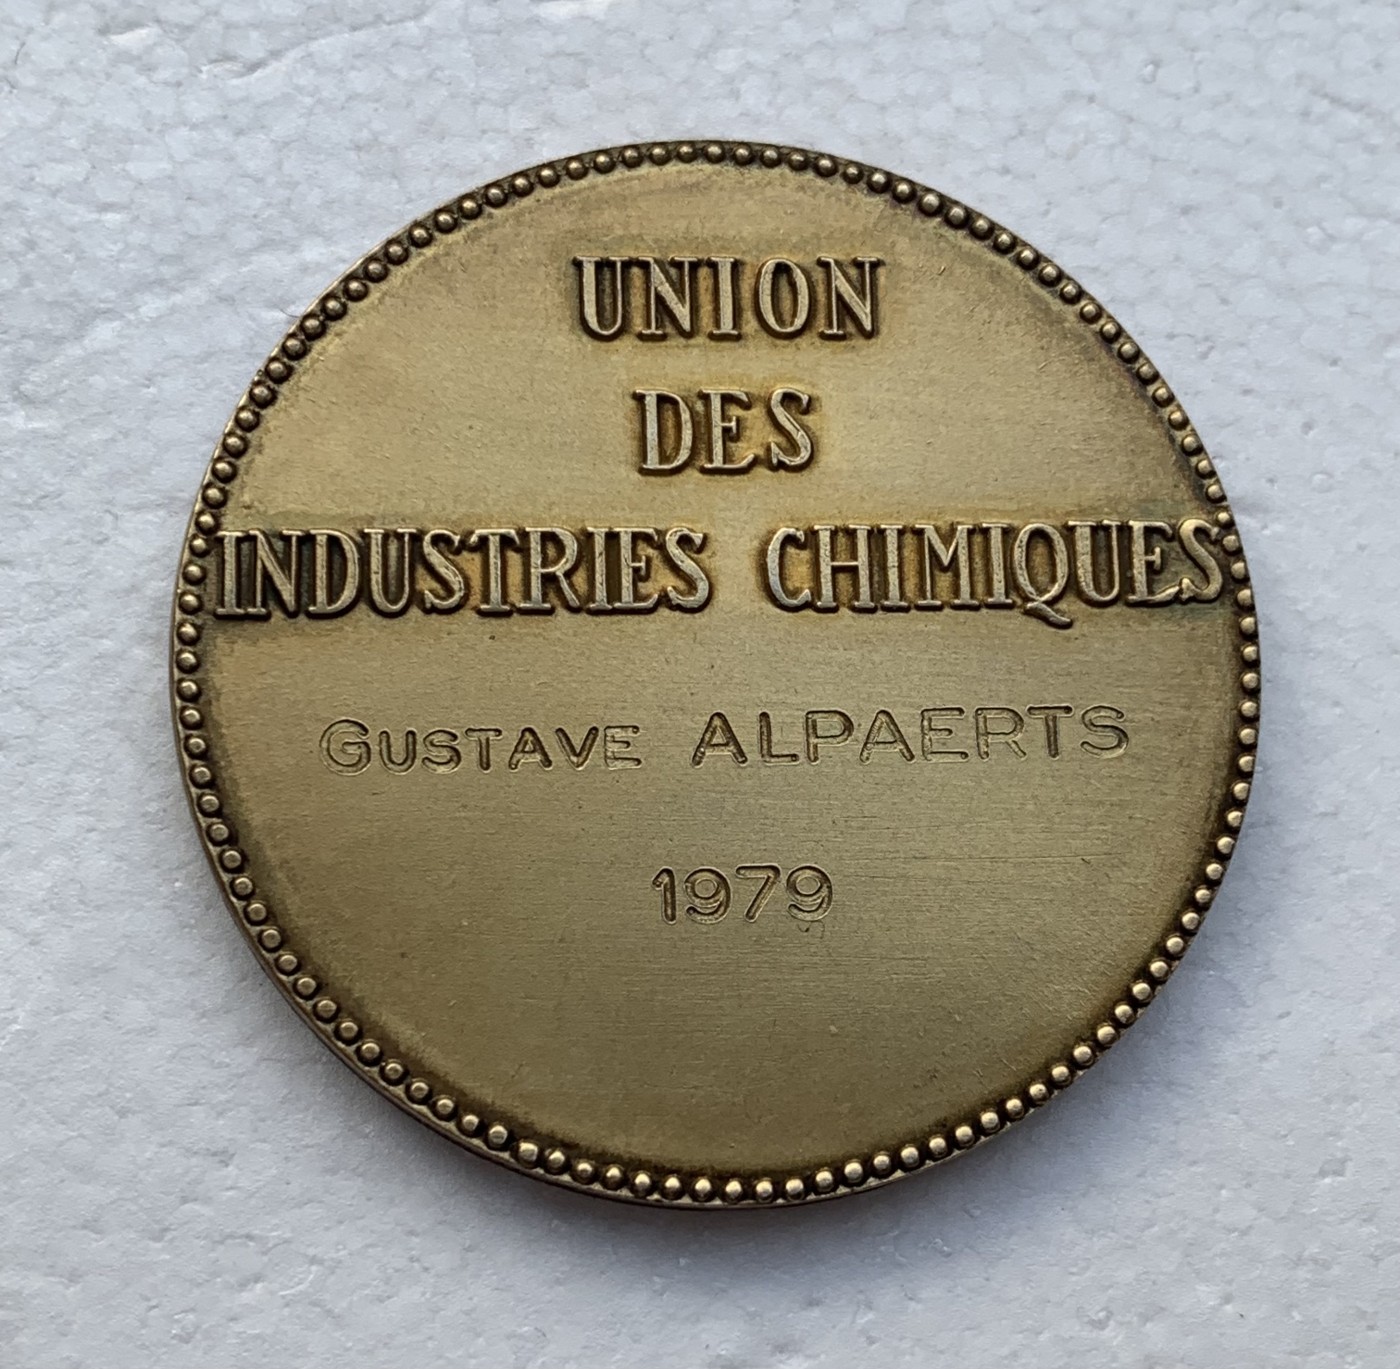 UNION
DES
INDUSTRIES CHIMIQUES
GUSTAVE ALPAERTS
1979